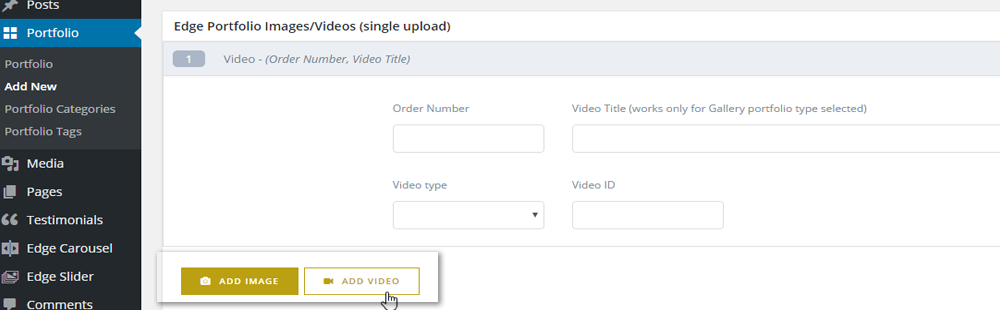 Posts
Portfolio
Portfolio
Add New
Portfolio Categories
Portfolio Tags
Media
Pages
Testimonials
Edge Carousel
Edge Slider
Comments
Edge Portfolio Images/Videos (single upload)
1 Video - (Order Number, Video Title)
Order Number Video Title (works only for Gallery portfolio type selected)
Video type Video ID
ADD IMAGE ADD VIDEO